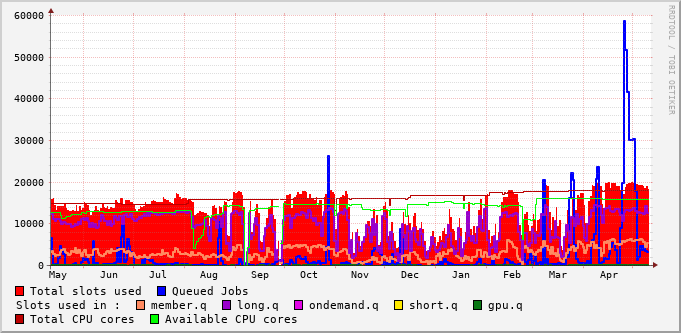 60000
50000
40000
30000
20000
10000
0
May Jun Jul Aug Sep Oct Nov Dec Jan Feb Mar Apr
RRDTOOL / TOBI OETIKER
Total slots used Queued Jobs
Slots used in : member.q long.q ondemand.q short.q gpu.q
Total CPU cores Available CPU cores